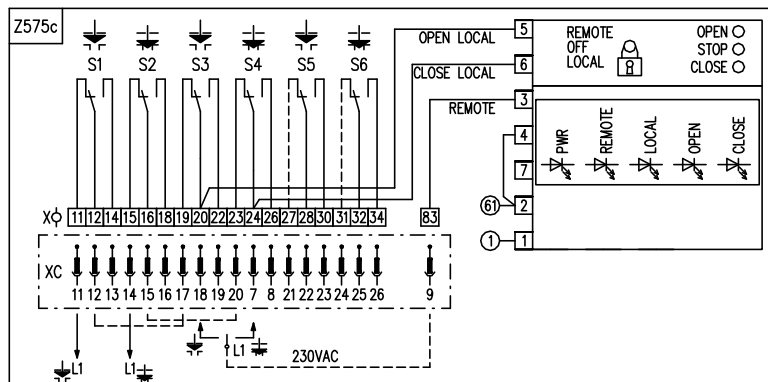 Z575c
S1 S2 S3 S4 S5 S6
OPEN LOCAL
CLOSE LOCAL
REMOTE
5
6
3
4
7
2
1
61
1
REMOTE
OFF
LOCAL
OPEN
STOP
CLOSE
PWR
REMOTE
LOCAL
OPEN
CLOSE
X 11 12 14 15 16 18 19 20 22 23 24 26 27 28 30 31 32 34 83
XC
11 12 13 14 15 16 17 18 19 20 7 8 21 22 23 24 25 26 9
L1 L1 L1 230VAC